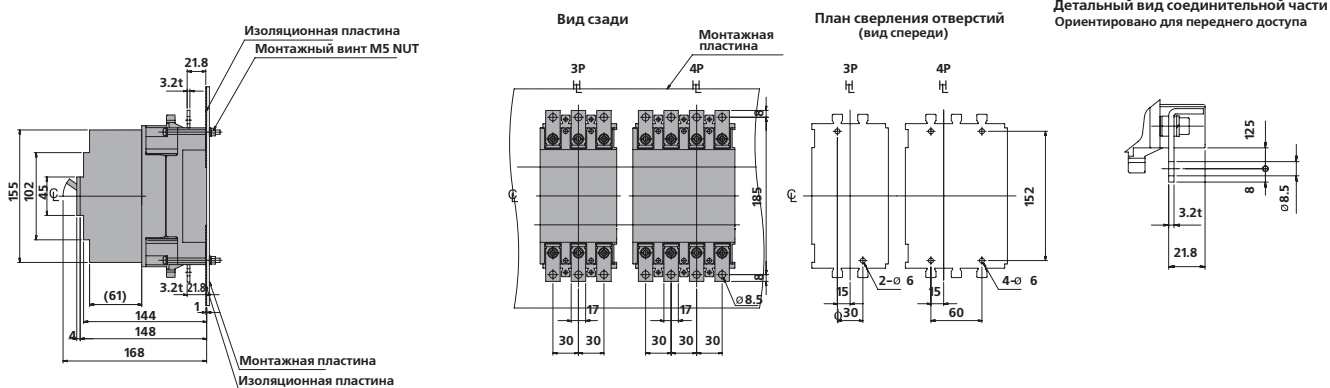 Детальный вид соединительной части
Ориентировано для переднего доступа
Вид сзади
План сверления отверстий
(вид спереди)
Изоляционная пластина
Монтажный винт M5 NUT
Монтажная
пластина
21.8
3.2t
155
102
45
(61)
3.2t
21.8
1
144
4
148
168
Монтажная пластина
Изоляционная пластина
3P
4P
8
185
8
ø8.5
17
17
30
30
30
30
30
3P
4P
152
2-ø 6
4-ø 6
15
15
30
60
125
8
ø8.5
3.2t
21.8